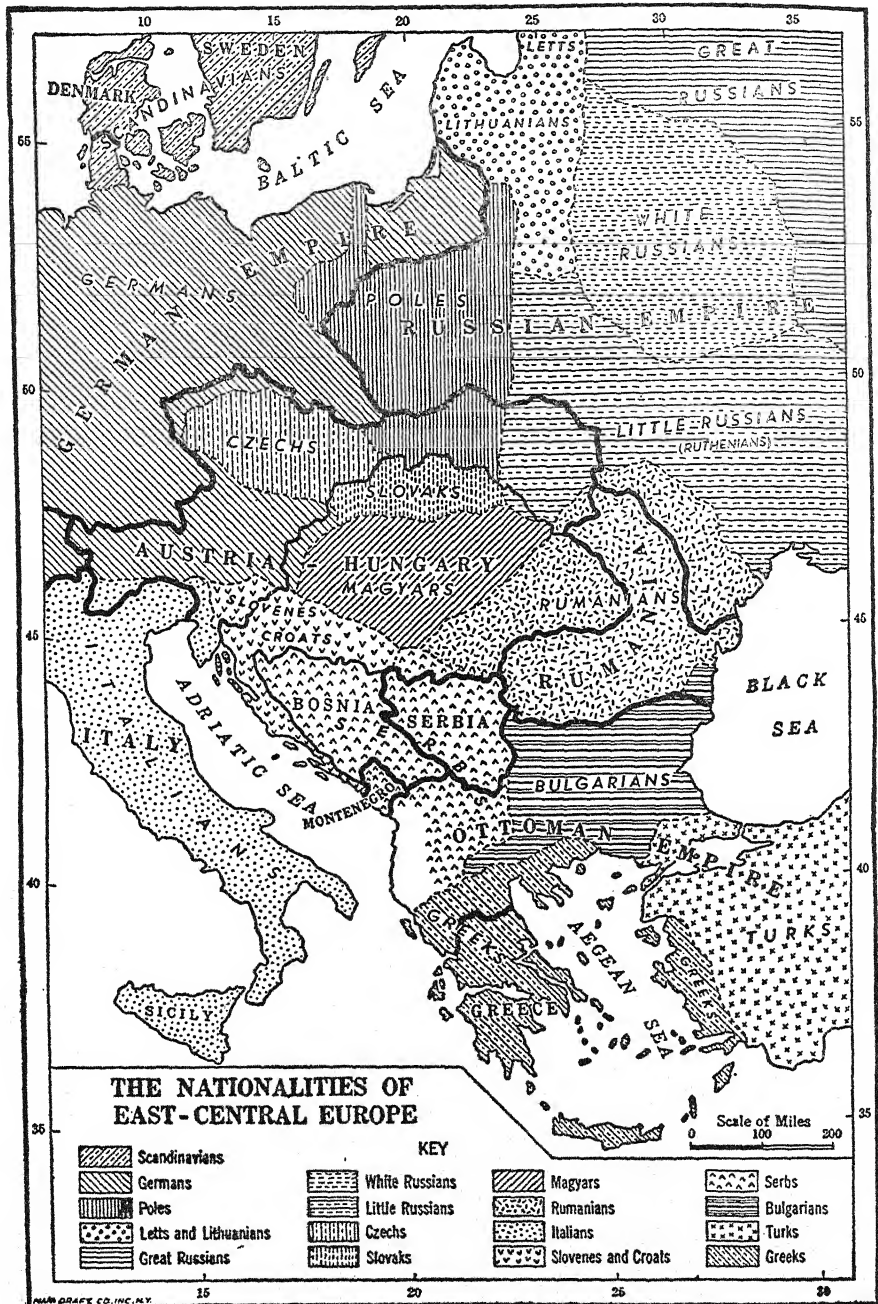 10 15 20 25 30 35
SWEDEN
LETTS
GREAT
RUSSIANS
DENMARK
SCANDINAVIANS
BALTIC SEA
LITHUANIANS
55
55
WHITE
RUSSIANS
GERMANS
GERMAN EMPIRE
POLES
RUSSIAN EMPIRE
50
50
CZECHS
LITTLE RUSSIANS
(RUTHENIANS)
SLOVAKS
AUSTRIA-HUNGARY
MAGYARS
RUMANIANS
RUMANIA
SLOVENES
CROATS
45
45
ITALIANS
ITALY
ADRIATIC SEA
BOSNIA
SERBIA
SERBS
BLACK
SEA
MONTENEGRO
BULGARIANS
OTTOMAN EMPIRE
40
40
GREEKS
AEGEAN SEA
TURKS
GREEKS
GREECE
SICILY
THE NATIONALITIES OF
EAST-CENTRAL EUROPE
Scale of Miles
0 100 200
35
35
KEY
Scandinavians
Germans
Poles
Letts and Lithuanians
Great Russians
White Russians
Little Russians
Czechs
Slovaks
Magyars
Rumanians
Italians
Slovenes and Croats
Serbs
Bulgarians
Turks
Greeks
15 20 25 30
DRAFT CO. INC. N.Y.